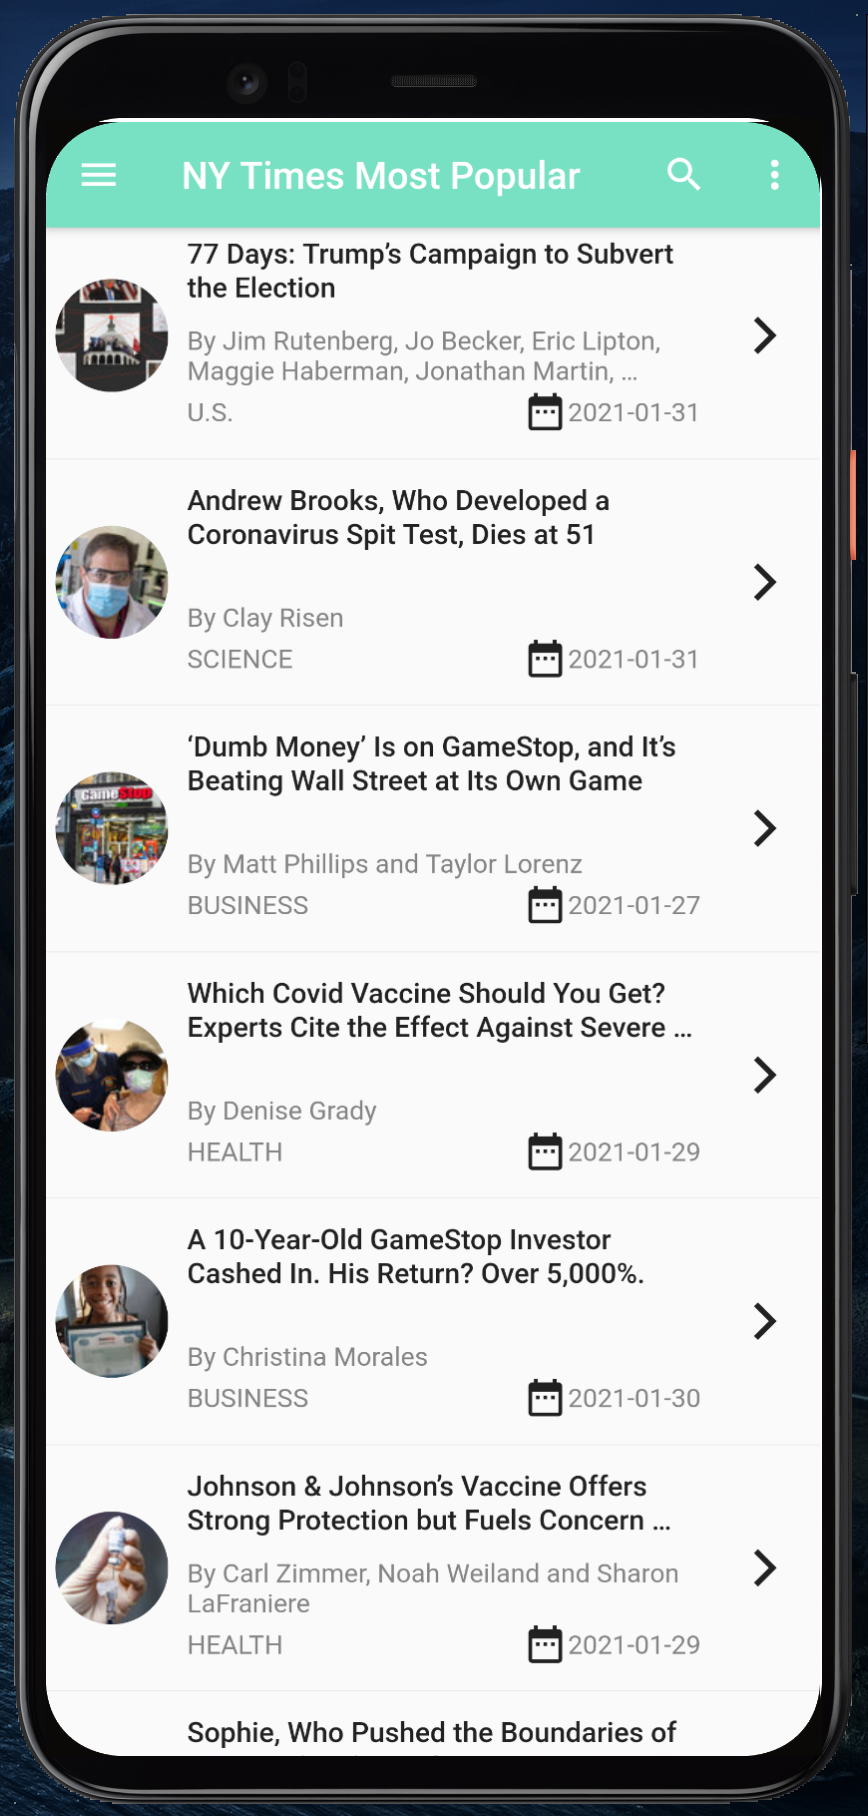 NY Times Most Popular
77 Days: Trump’s Campaign to Subvert
the Election
By Jim Rutenberg, Jo Becker, Eric Lipton,
Maggie Haberman, Jonathan Martin, ...
U.S.
2021-01-31
Andrew Brooks, Who Developed a
Coronavirus Spit Test, Dies at 51
By Clay Risen
SCIENCE
2021-01-31
GameStop
‘Dumb Money’ Is on GameStop, and It’s
Beating Wall Street at Its Own Game
By Matt Phillips and Taylor Lorenz
BUSINESS
2021-01-27
Which Covid Vaccine Should You Get?
Experts Cite the Effect Against Severe ...
By Denise Grady
HEALTH
2021-01-29
A 10-Year-Old GameStop Investor
Cashed In. His Return? Over 5,000%.
By Christina Morales
BUSINESS
2021-01-30
Johnson & Johnson’s Vaccine Offers
Strong Protection but Fuels Concern ...
By Carl Zimmer, Noah Weiland and Sharon
LaFraniere
HEALTH
2021-01-29
Sophie, Who Pushed the Boundaries of